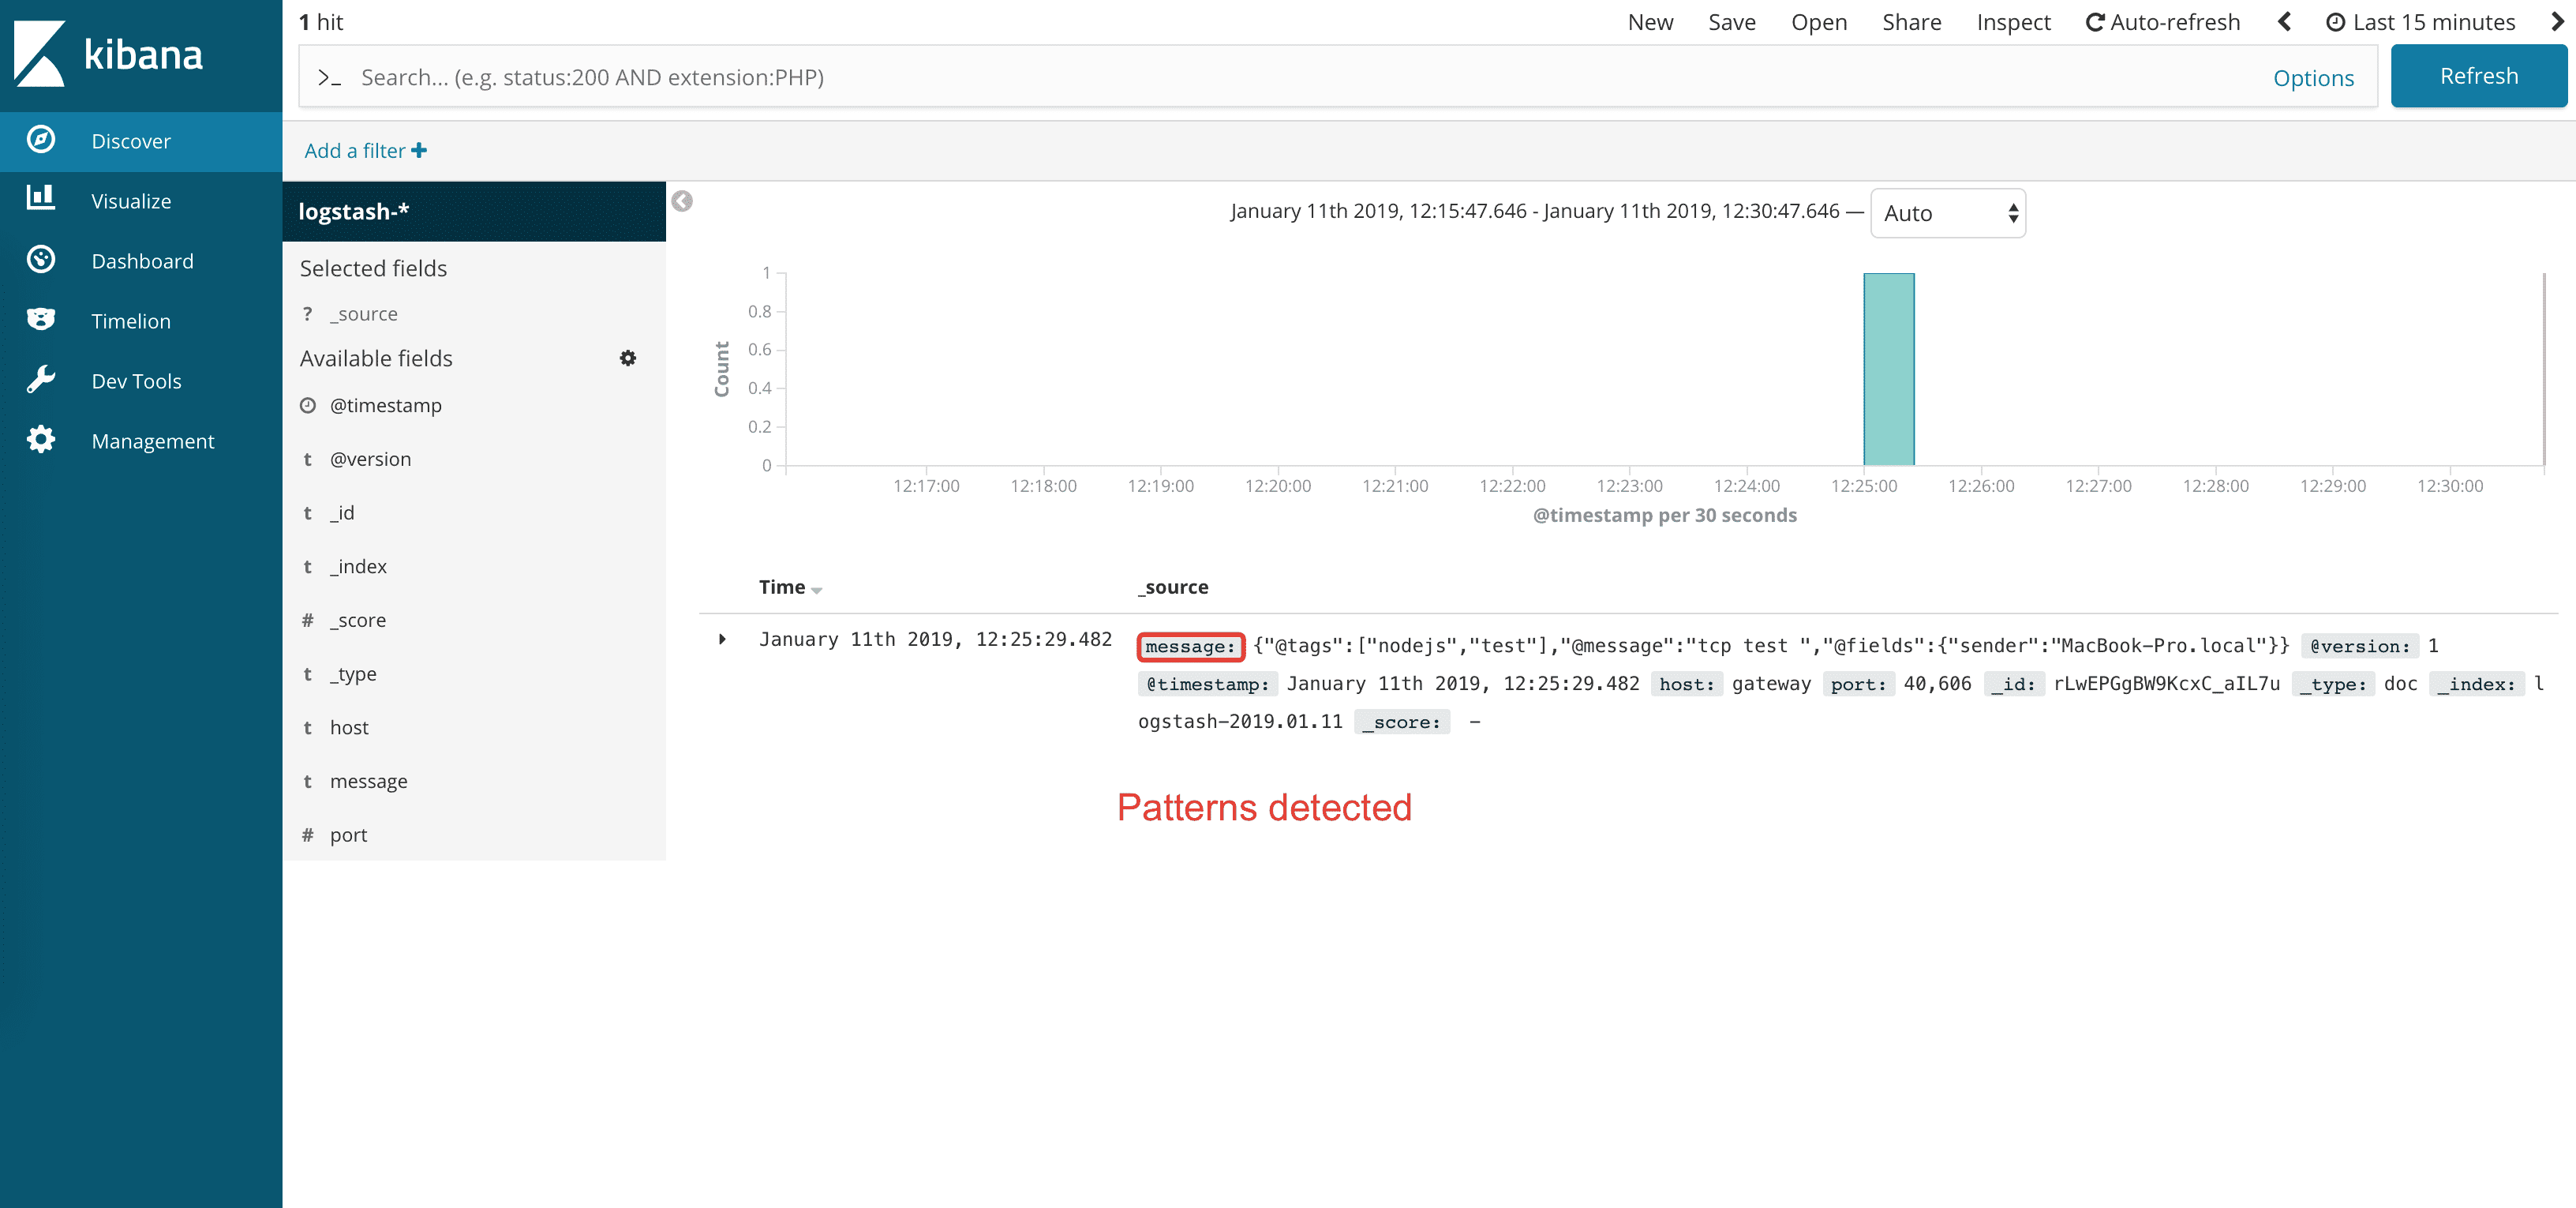 kibana
1 hit
New Save Open Share Inspect Auto-refresh Last 15 minutes
>_ Search... (e.g. status:200 AND extension:PHP) Options Refresh
Add a filter +
Discover
Visualize
Dashboard
Timelion
Dev Tools
Management
logstash-*
Selected fields
? _source
Available fields
@timestamp
t @version
t _id
t _index
# _score
t _type
t host
t message
# port
January 11th 2019, 12:15:47.646 - January 11th 2019, 12:30:47.646 — Auto
Count
1
0.8
0.6
0.4
0.2
0
12:17:00 12:18:00 12:19:00 12:20:00 12:21:00 12:22:00 12:23:00 12:24:00 12:25:00 12:26:00 12:27:00 12:28:00 12:29:00 12:30:00
@timestamp per 30 seconds
Time _source
January 11th 2019, 12:25:29.482 message: {"@tags":["nodejs","test"],"@message":"tcp test ","@fields":{"sender":"MacBook-Pro.local"}} @version: 1
@timestamp: January 11th 2019, 12:25:29.482 host: gateway port: 40,606 _id: rLwEPGgBW9KcxC_aIL7u _type: doc _index: l
ogstash-2019.01.11 _score: -
Patterns detected